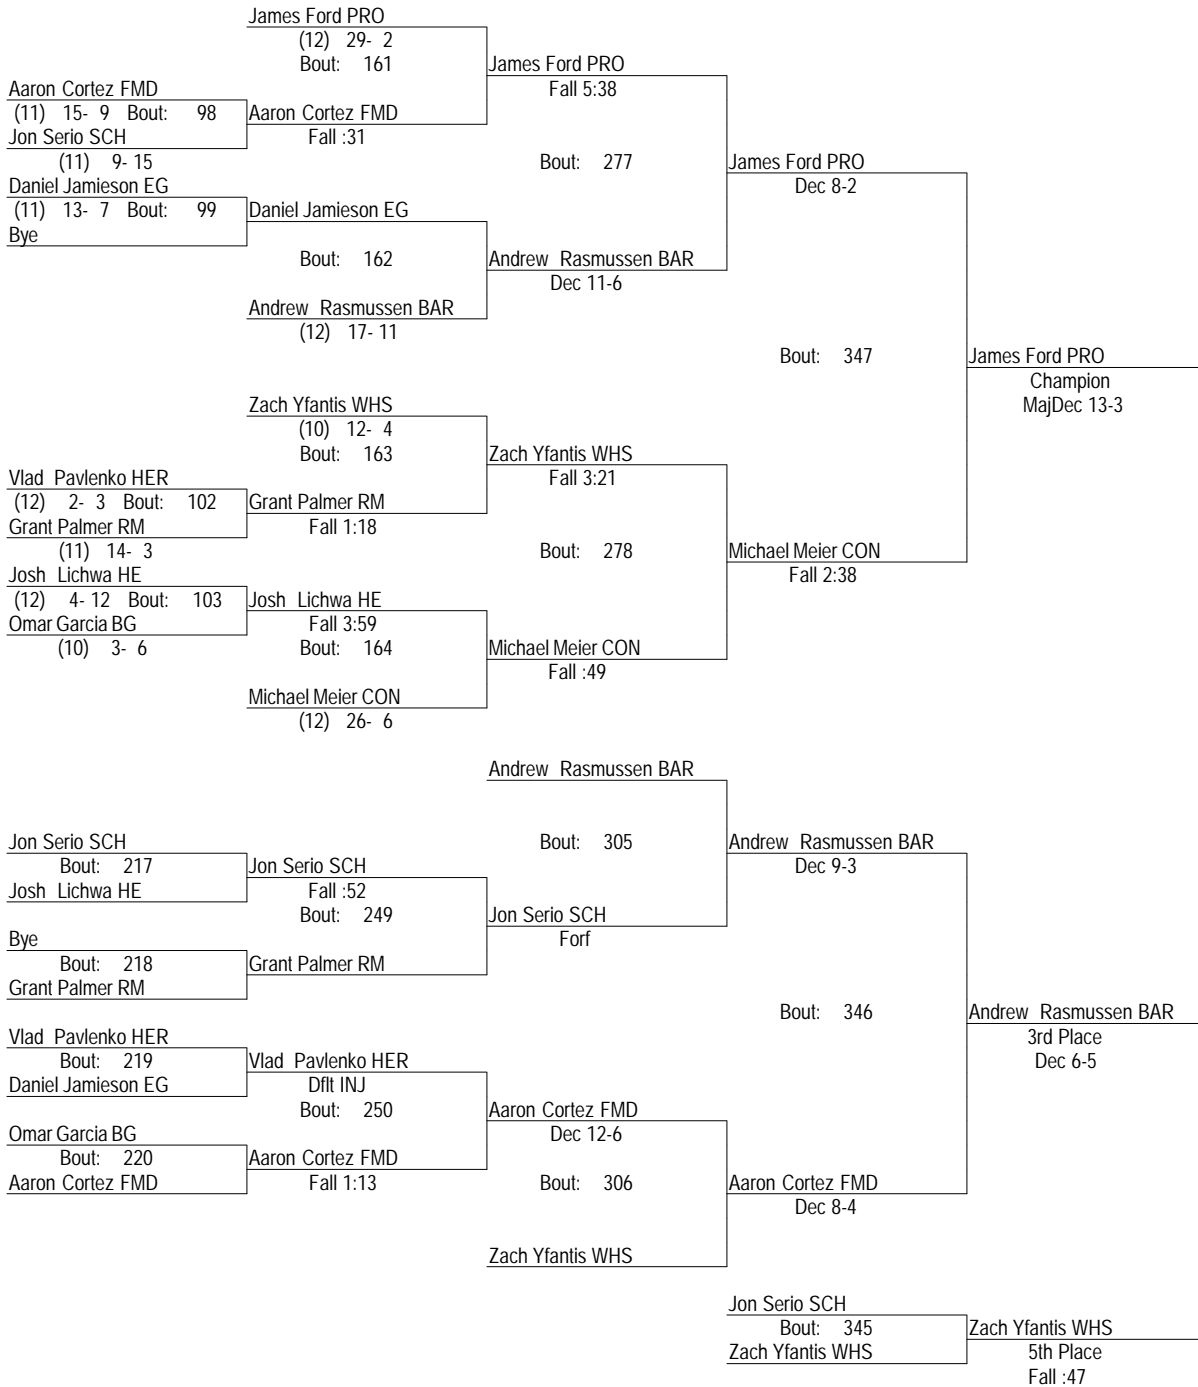 James Ford PRO
(12) 29- 2
Bout: 161
James Ford PRO
Fall 5:38
Aaron Cortez FMD
(11) 15- 9 Bout: 98
Aaron Cortez FMD
Jon Serio SCH
Fall :31
(11) 9- 15
Bout: 277
James Ford PRO
Daniel Jamieson EG
Dec 8-2
(11) 13- 7 Bout: 99
Daniel Jamieson EG
Bye
Bout: 162
Andrew Rasmussen BAR
Dec 11-6
Andrew Rasmussen BAR
(12) 17- 11
Bout: 347
James Ford PRO
Champion
MajDec 13-3
Zach Yfantis WHS
(10) 12- 4
Bout: 163
Zach Yfantis WHS
Fall 3:21
Vlad Pavlenko HER
(12) 2- 3 Bout: 102
Grant Palmer RM
Grant Palmer RM
Fall 1:18
(11) 14- 3
Bout: 278
Michael Meier CON
Fall 2:38
Josh Lichwa HE
(12) 4- 12 Bout: 103
Josh Lichwa HE
Omar Garcia BG
Fall 3:59
(10) 3- 6
Bout: 164
Michael Meier CON
Fall :49
Michael Meier CON
(12) 26- 6
Andrew Rasmussen BAR
Jon Serio SCH
Bout: 305
Andrew Rasmussen BAR
Bout: 217
Jon Serio SCH
Dec 9-3
Josh Lichwa HE
Fall :52
Bout: 249
Jon Serio SCH
Forf
Bye
Bout: 218
Grant Palmer RM
Grant Palmer RM
Bout: 346
Andrew Rasmussen BAR
3rd Place
Dec 6-5
Vlad Pavlenko HER
Bout: 219
Vlad Pavlenko HER
Daniel Jamieson EG
Dflt INJ
Bout: 250
Aaron Cortez FMD
Dec 12-6
Omar Garcia BG
Bout: 220
Aaron Cortez FMD
Aaron Cortez FMD
Fall 1:13
Bout: 306
Aaron Cortez FMD
Dec 8-4
Zach Yfantis WHS
Jon Serio SCH
Bout: 345
Zach Yfantis WHS
Zach Yfantis WHS
5th Place
Fall :47